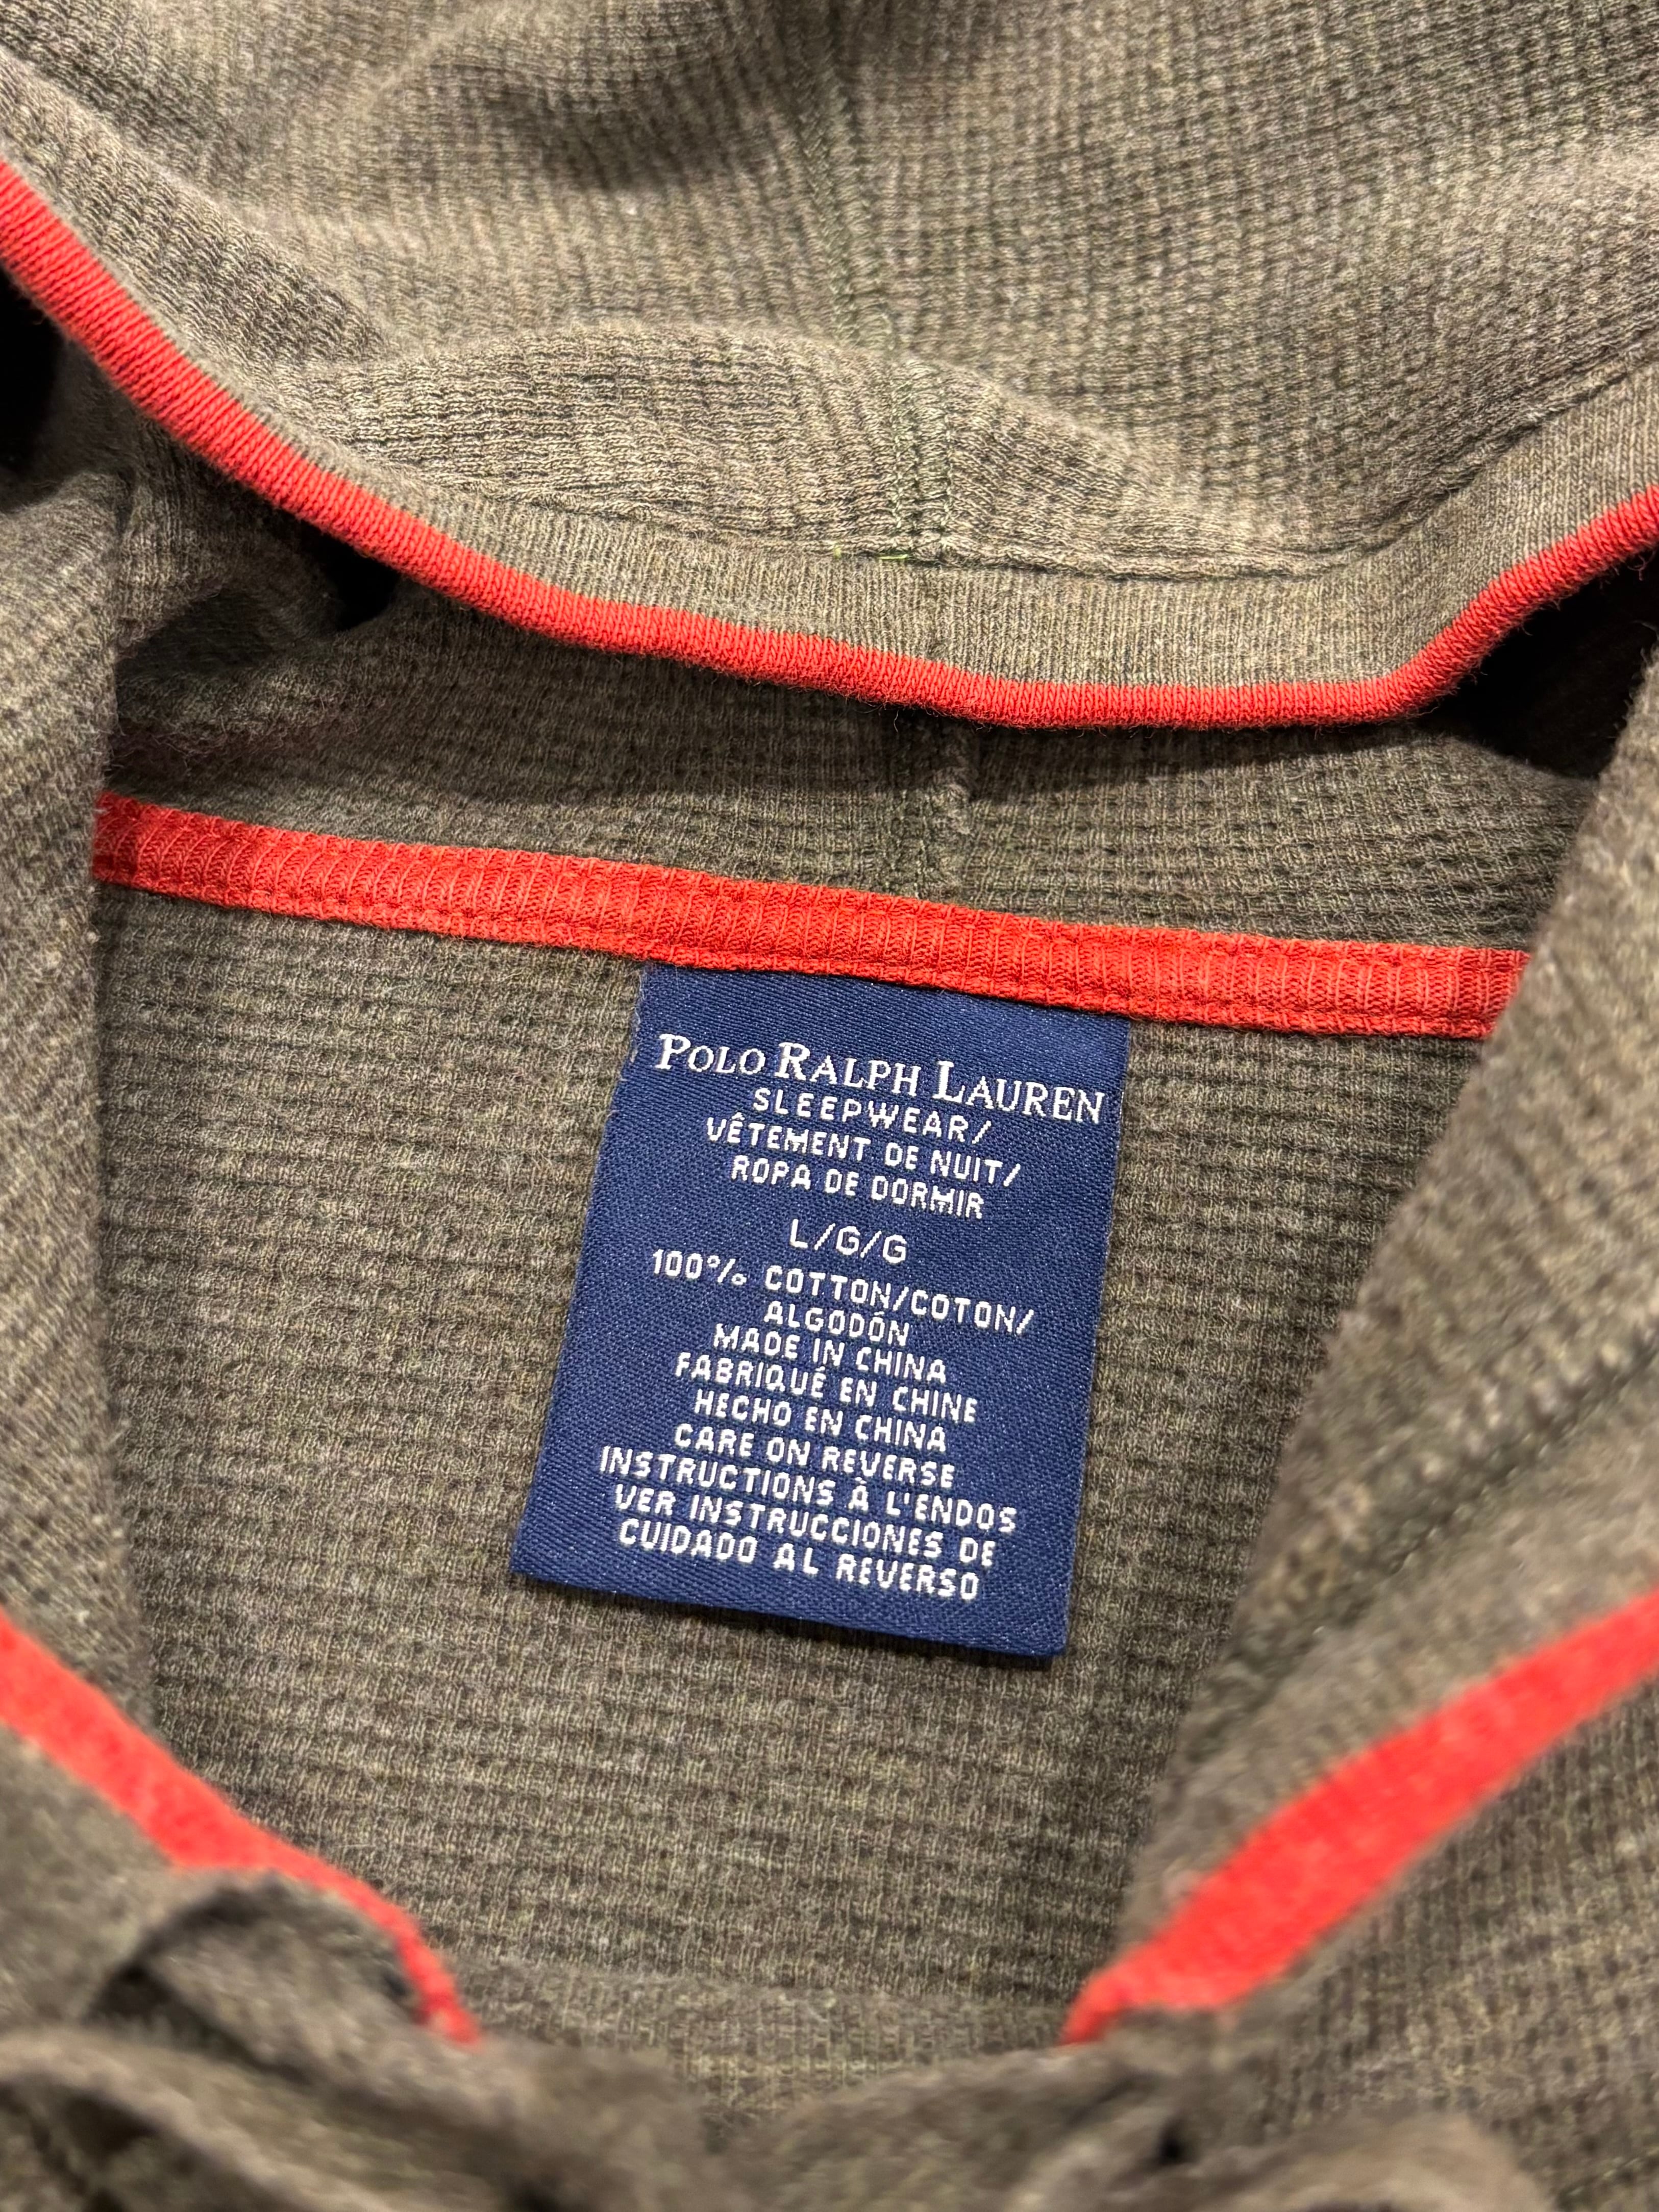 POLO RALPH LAUREN
SLEEPWEAR/
VÊTEMENT DE NUIT/
ROPA DE DORMIR
L/G/G
100% COTTON/COTON/
ALGODÓN
MADE IN CHINA
FABRIQUÉ EN CHINE
HECHO EN CHINA
CARE ON REVERSE
INSTRUCTIONS À L'ENDOS
VER INSTRUCCIONES DE
CUIDADO AL REVERSO